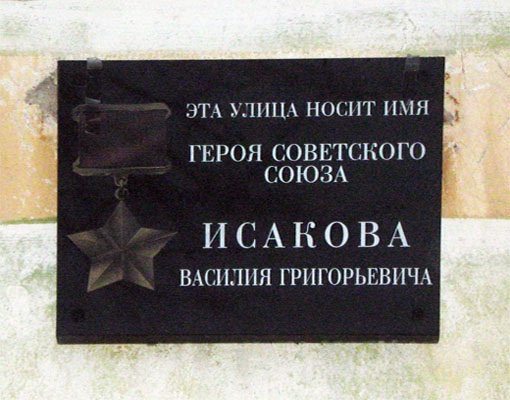 ЭТА УЛИЦА НОСИТ ИМЯ
ГЕРОЯ СОВЕТСКОГО
СОЮЗА
ИСАКОВА
ВАСИЛИЯ ГРИГОРЬЕВИЧА